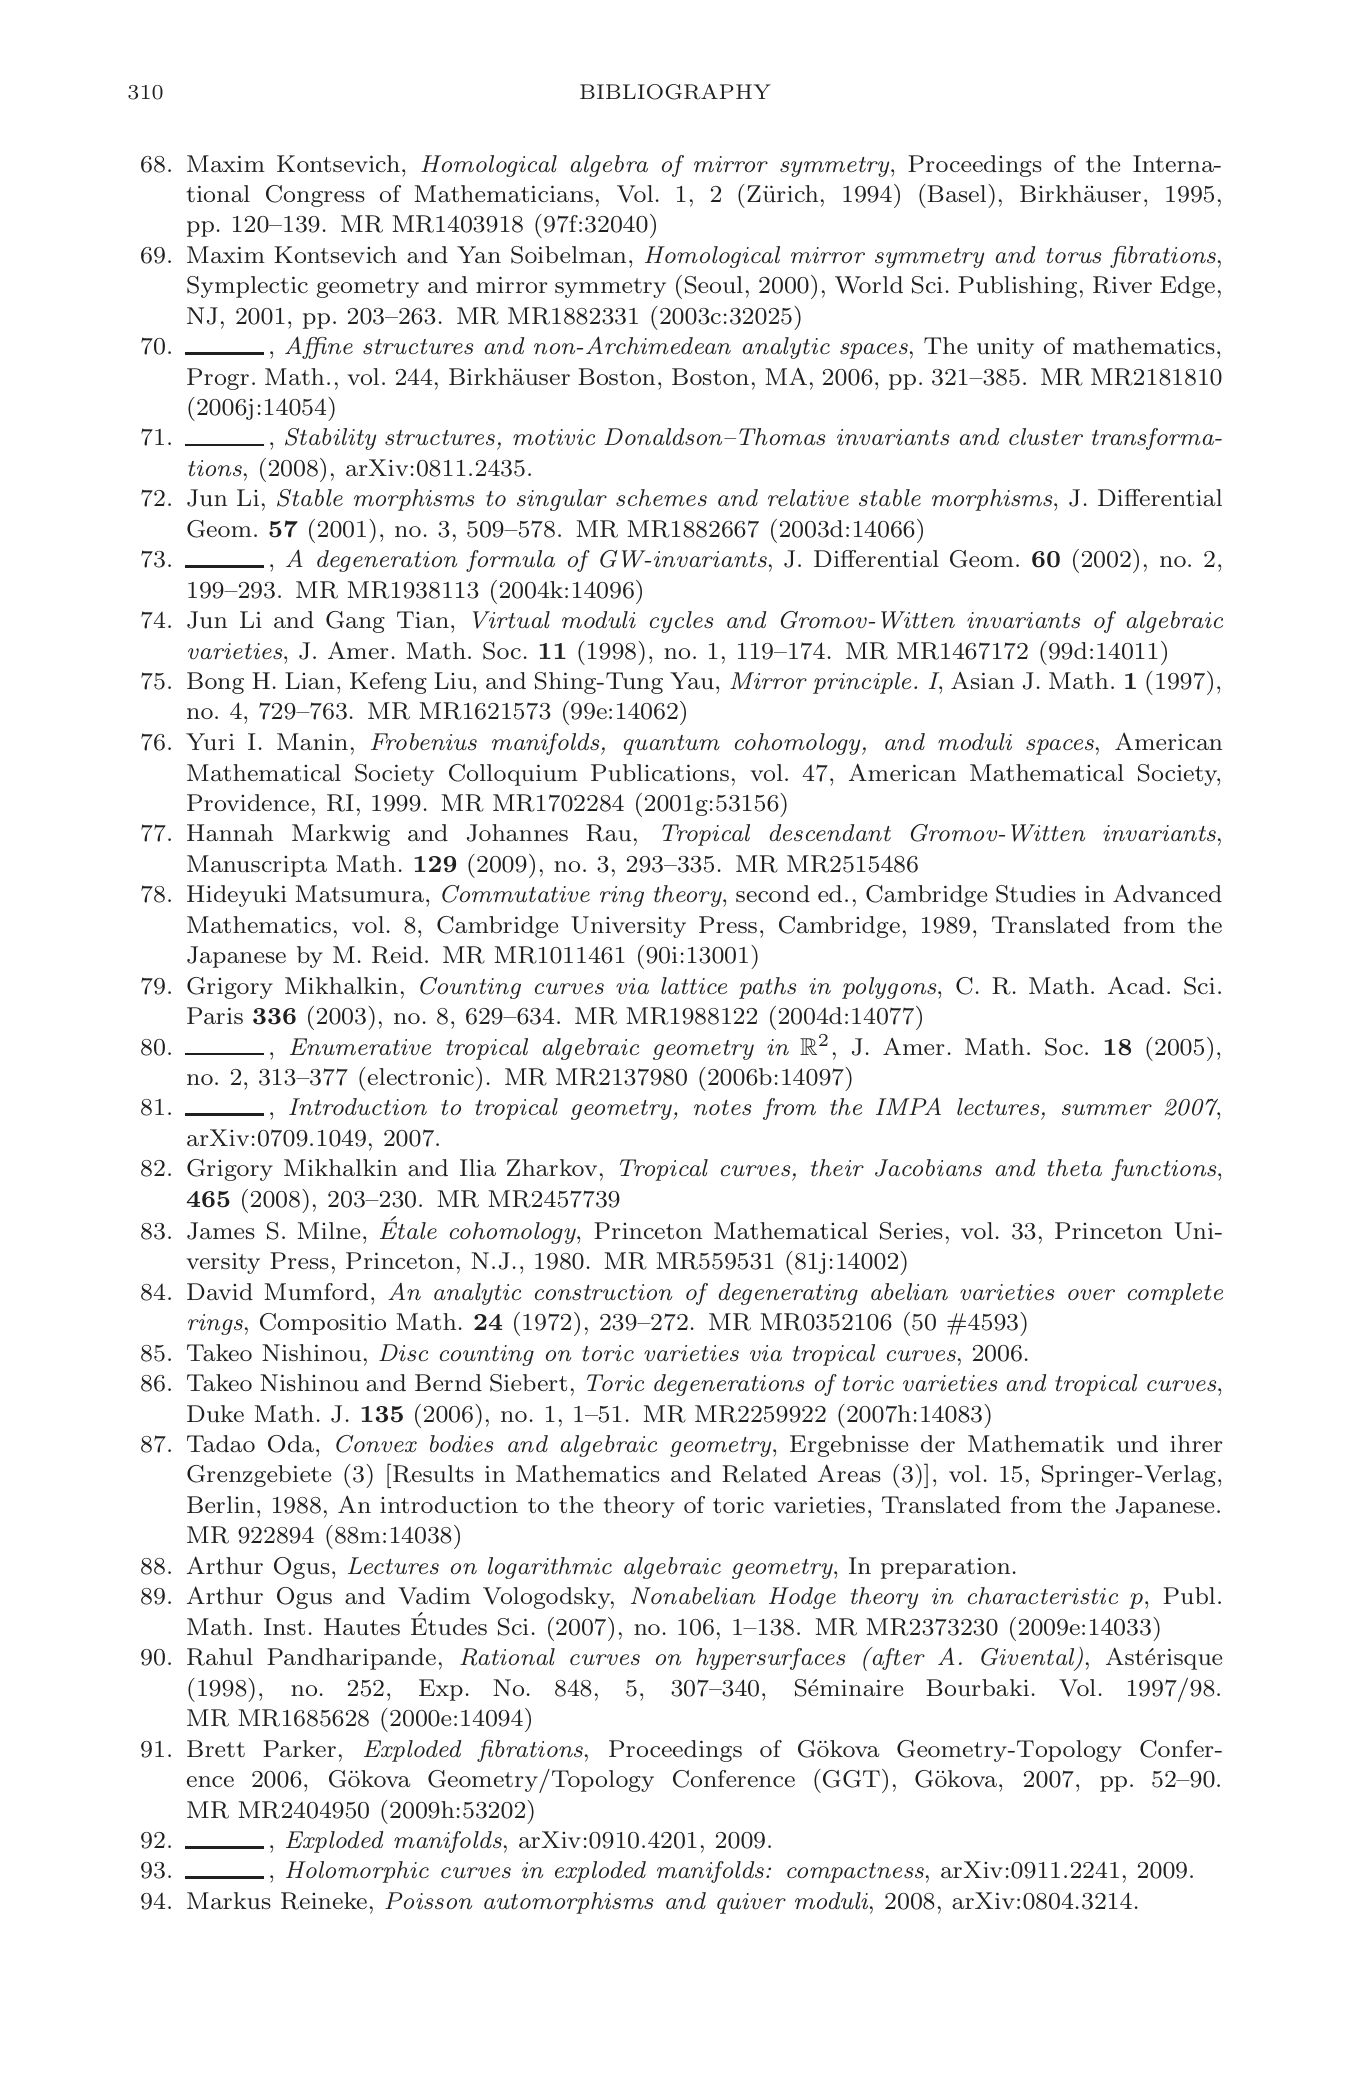 310 BIBLIOGRAPHY
68. Maxim Kontsevich, Homological algebra of mirror symmetry, Proceedings of the Interna-
tional Congress of Mathematicians, Vol. 1, 2 (Zürich, 1994) (Basel), Birkhäuser, 1995,
pp. 120–139. MR MR1403918 (97f:32040)
69. Maxim Kontsevich and Yan Soibelman, Homological mirror symmetry and torus fibrations,
Symplectic geometry and mirror symmetry (Seoul, 2000), World Sci. Publishing, River Edge,
NJ, 2001, pp. 203–263. MR MR1882331 (2003c:32025)
70. ______, Affine structures and non-Archimedean analytic spaces, The unity of mathematics,
Progr. Math., vol. 244, Birkhäuser Boston, Boston, MA, 2006, pp. 321–385. MR MR2181810
(2006j:14054)
71. ______, Stability structures, motivic Donaldson–Thomas invariants and cluster transforma-
tions, (2008), arXiv:0811.2435.
72. Jun Li, Stable morphisms to singular schemes and relative stable morphisms, J. Differential
Geom. 57 (2001), no. 3, 509–578. MR MR1882667 (2003d:14066)
73. ______, A degeneration formula of GW-invariants, J. Differential Geom. 60 (2002), no. 2,
199–293. MR MR1938113 (2004k:14096)
74. Jun Li and Gang Tian, Virtual moduli cycles and Gromov-Witten invariants of algebraic
varieties, J. Amer. Math. Soc. 11 (1998), no. 1, 119–174. MR MR1467172 (99d:14011)
75. Bong H. Lian, Kefeng Liu, and Shing-Tung Yau, Mirror principle. I, Asian J. Math. 1 (1997),
no. 4, 729–763. MR MR1621573 (99e:14062)
76. Yuri I. Manin, Frobenius manifolds, quantum cohomology, and moduli spaces, American
Mathematical Society Colloquium Publications, vol. 47, American Mathematical Society,
Providence, RI, 1999. MR MR1702284 (2001g:53156)
77. Hannah Markwig and Johannes Rau, Tropical descendant Gromov-Witten invariants,
Manuscripta Math. 129 (2009), no. 3, 293–335. MR MR2515486
78. Hideyuki Matsumura, Commutative ring theory, second ed., Cambridge Studies in Advanced
Mathematics, vol. 8, Cambridge University Press, Cambridge, 1989, Translated from the
Japanese by M. Reid. MR MR1011461 (90i:13001)
79. Grigory Mikhalkin, Counting curves via lattice paths in polygons, C. R. Math. Acad. Sci.
Paris 336 (2003), no. 8, 629–634. MR MR1988122 (2004d:14077)
80. ______, Enumerative tropical algebraic geometry in ℝ², J. Amer. Math. Soc. 18 (2005),
no. 2, 313–377 (electronic). MR MR2137980 (2006b:14097)
81. ______, Introduction to tropical geometry, notes from the IMPA lectures, summer 2007,
arXiv:0709.1049, 2007.
82. Grigory Mikhalkin and Ilia Zharkov, Tropical curves, their Jacobians and theta functions,
465 (2008), 203–230. MR MR2457739
83. James S. Milne, Étale cohomology, Princeton Mathematical Series, vol. 33, Princeton Uni-
versity Press, Princeton, N.J., 1980. MR MR559531 (81j:14002)
84. David Mumford, An analytic construction of degenerating abelian varieties over complete
rings, Compositio Math. 24 (1972), 239–272. MR MR0352106 (50 #4593)
85. Takeo Nishinou, Disc counting on toric varieties via tropical curves, 2006.
86. Takeo Nishinou and Bernd Siebert, Toric degenerations of toric varieties and tropical curves,
Duke Math. J. 135 (2006), no. 1, 1–51. MR MR2259922 (2007h:14083)
87. Tadao Oda, Convex bodies and algebraic geometry, Ergebnisse der Mathematik und ihrer
Grenzgebiete (3) [Results in Mathematics and Related Areas (3)], vol. 15, Springer-Verlag,
Berlin, 1988, An introduction to the theory of toric varieties, Translated from the Japanese.
MR 922894 (88m:14038)
88. Arthur Ogus, Lectures on logarithmic algebraic geometry, In preparation.
89. Arthur Ogus and Vadim Vologodsky, Nonabelian Hodge theory in characteristic p, Publ.
Math. Inst. Hautes Études Sci. (2007), no. 106, 1–138. MR MR2373230 (2009e:14033)
90. Rahul Pandharipande, Rational curves on hypersurfaces (after A. Givental), Astérisque
(1998), no. 252, Exp. No. 848, 5, 307–340, Séminaire Bourbaki. Vol. 1997/98.
MR MR1685628 (2000e:14094)
91. Brett Parker, Exploded fibrations, Proceedings of Gökova Geometry-Topology Confer-
ence 2006, Gökova Geometry/Topology Conference (GGT), Gökova, 2007, pp. 52–90.
MR MR2404950 (2009h:53202)
92. ______, Exploded manifolds, arXiv:0910.4201, 2009.
93. ______, Holomorphic curves in exploded manifolds: compactness, arXiv:0911.2241, 2009.
94. Markus Reineke, Poisson automorphisms and quiver moduli, 2008, arXiv:0804.3214.